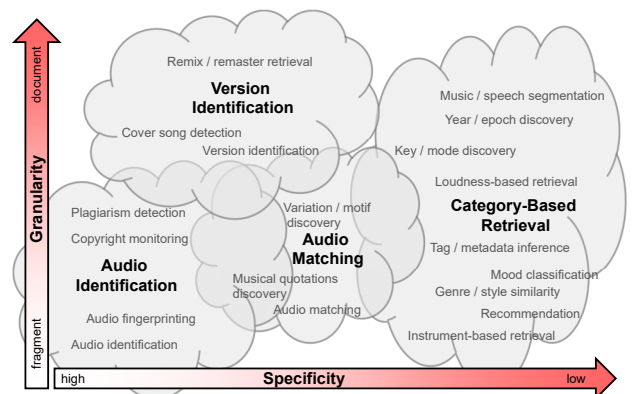 document
Granularity
fragment
Remix / remaster retrieval
Version
Identification
Cover song detection
Version identification
Music / speech segmentation
Year / epoch discovery
Key / mode discovery
Loudness-based retrieval
Category-Based
Retrieval
Tag / metadata inference
Mood classification
Genre / style similarity
Recommendation
Instrument-based retrieval
Plagiarism detection
Copyright monitoring
Audio
Identification
Audio fingerprinting
Audio identification
Variation / motif
discovery
Audio
Matching
Musical quotations
discovery
Audio matching
high
Specificity
low